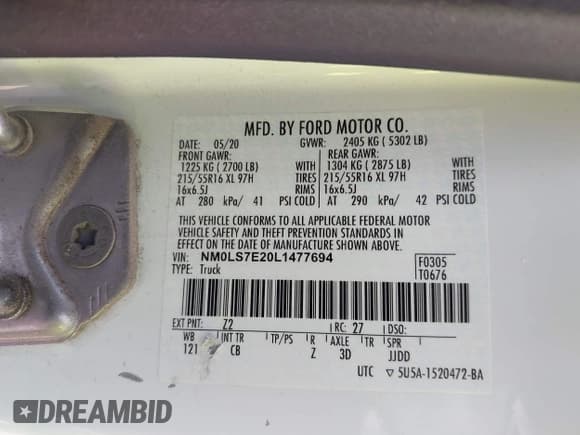 MFD. BY FORD MOTOR CO.
DATE: 05/20 GVWR: 2405 KG ( 5302 LB)
FRONT GAWR: REAR GAWR:
1225 KG ( 2700 LB) WITH 1304 KG ( 2875 LB) WITH
215/55R16 XL 97H TIRES 215/55R16 XL 97H TIRES
16x6.5J RIMS 16x6.5J RIMS
AT 280 kPa/ 41 PSI COLD AT 290 kPa/ 42 PSI COLD
THIS VEHICLE CONFORMS TO ALL APPLICABLE FEDERAL MOTOR
VEHICLE SAFETY AND BUMPER STANDARDS IN
EFFECT ON THE DATE OF MANUFACTURE SHOWN ABOVE.
VIN: NM0LS7E20L1477694 F0305
TYPE: Truck T0676
EXT PNT: Z2 RC: 27 DSO:
WB INT TR TP/PS R AXLE TR SPR
121 CB Z 3D JJDD
UTC ▽ 5U5A-1520472-BA
DREAMBID